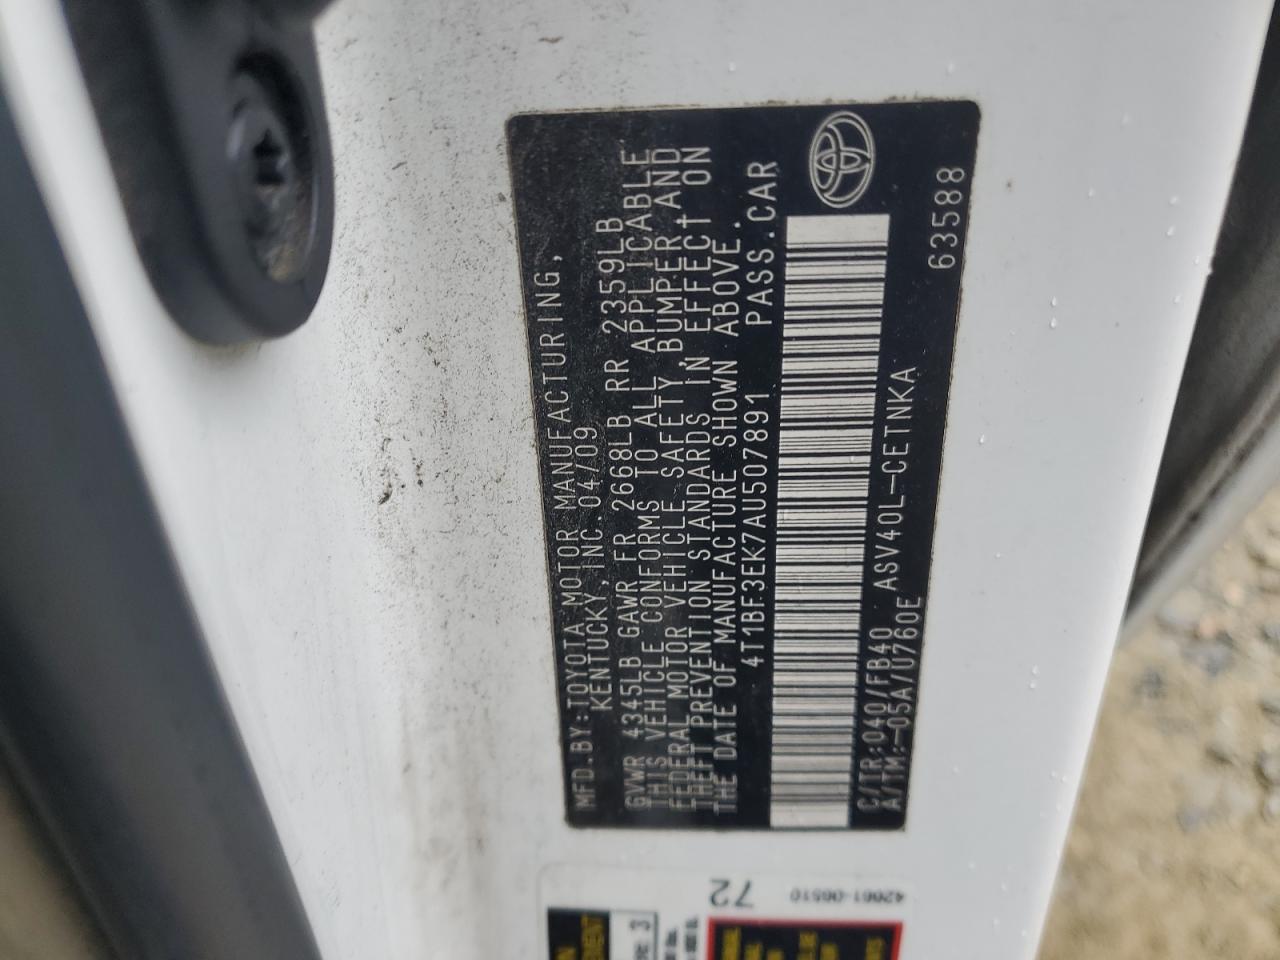 MFD.BY:TOYOTA MOTOR MANUFACTURING,
KENTUCKY, INC. 04/09
GVWR 4345LB GAWR FR 2668LB RR 2359LB
THIS VEHICLE CONFORMS TO ALL APPLICABLE
FEDERAL MOTOR VEHICLE SAFETY, BUMPER, AND
THEFT PREVENTION STANDARDS IN EFFECT ON
THE DATE OF MANUFACTURE SHOWN ABOVE.
4T1BF3EK7AU507891 PASS.CAR
C/TR:040/FB40 ASV40L-CETNKA
A/TM:-05A/U760E
63588
72
42661-06510
3